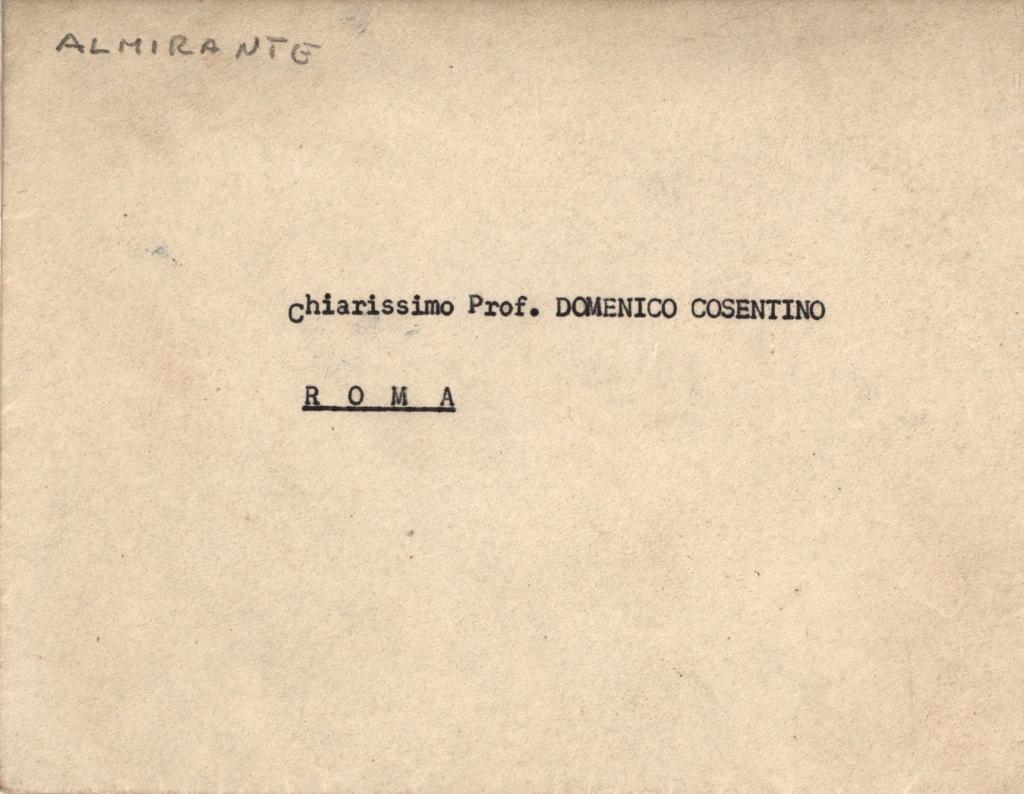 ALMIRANTE
Chiarissimo Prof. DOMENICO COSENTINO
R O M A